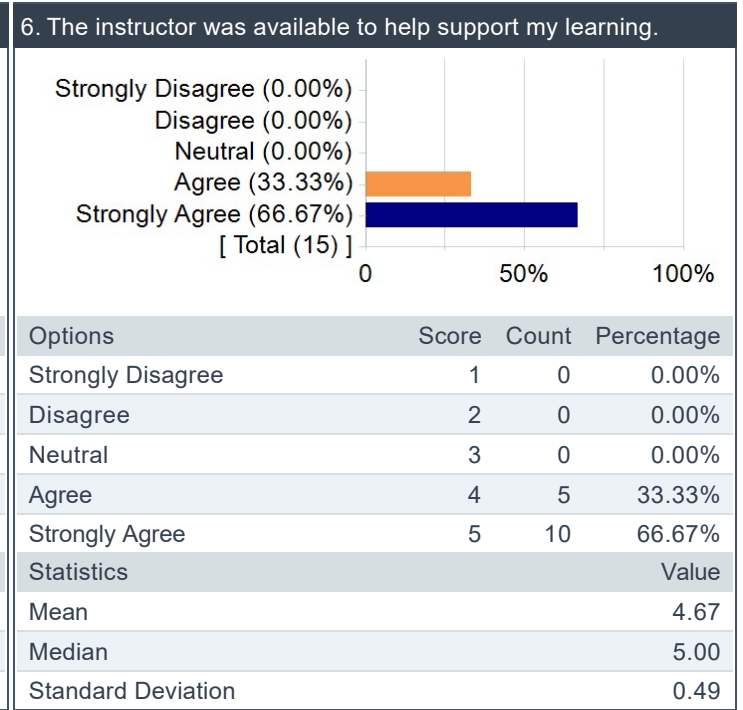 6. The instructor was available to help support my learning.
Strongly Disagree (0.00%)
Disagree (0.00%)
Neutral (0.00%)
Agree (33.33%)
Strongly Agree (66.67%)
[ Total (15) ]
0 50% 100%
Options Score Count Percentage
Strongly Disagree 1 0 0.00%
Disagree 2 0 0.00%
Neutral 3 0 0.00%
Agree 4 5 33.33%
Strongly Agree 5 10 66.67%
Statistics Value
Mean 4.67
Median 5.00
Standard Deviation 0.49